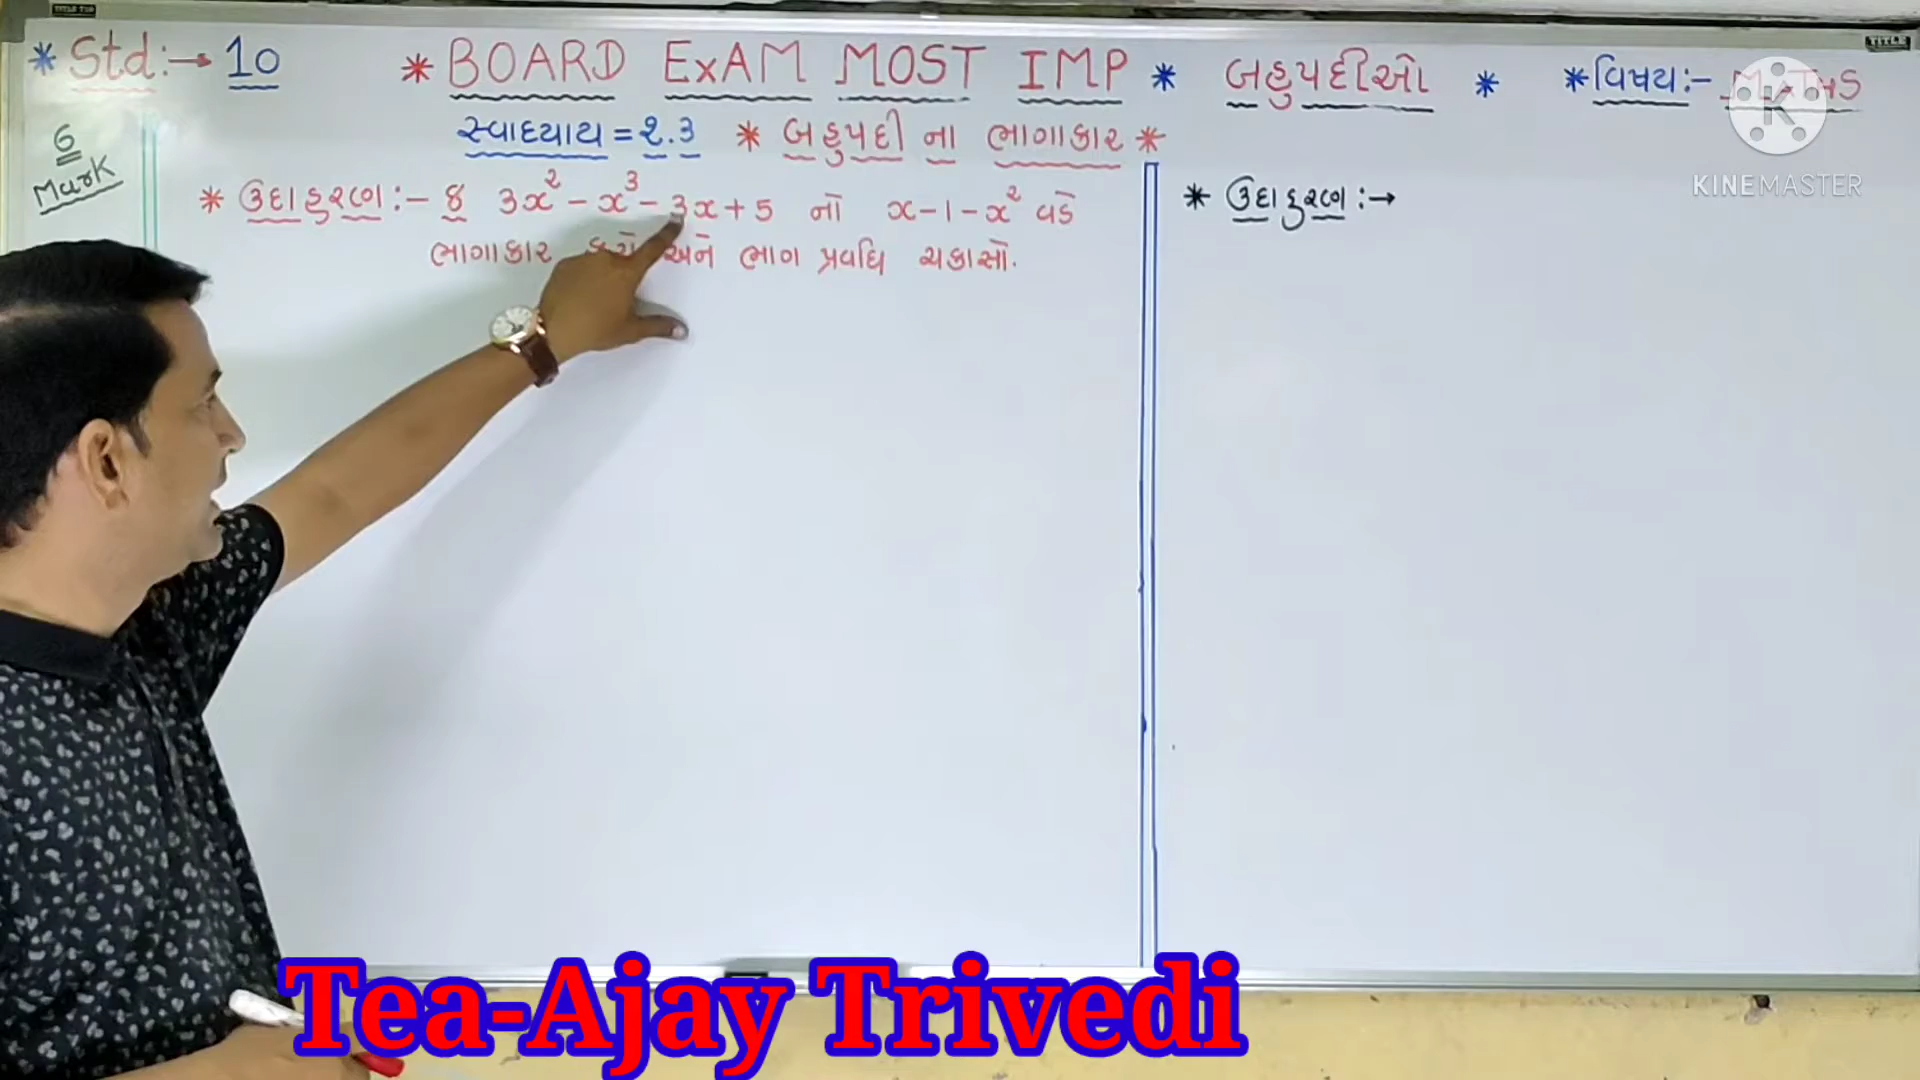 * Std:→ 10 * BOARD ExAM MOST IMP * બહુપદીઓ * * વિષય:- MATHS
KINEMASTER
6 Mark
સ્વાધ્યાય = ૨.૩ * બહુપદી ના ભાગાકાર *
* ઉદાહરણ:- ૪ 3x² - x³ - 3x + 5 નો x - 1 - x² વડે
ભાગાકાર કરો અને ભાગ પ્રવિધિ ચકાસો.
* ઉદાહરણ:→
Tea-Ajay Trivedi